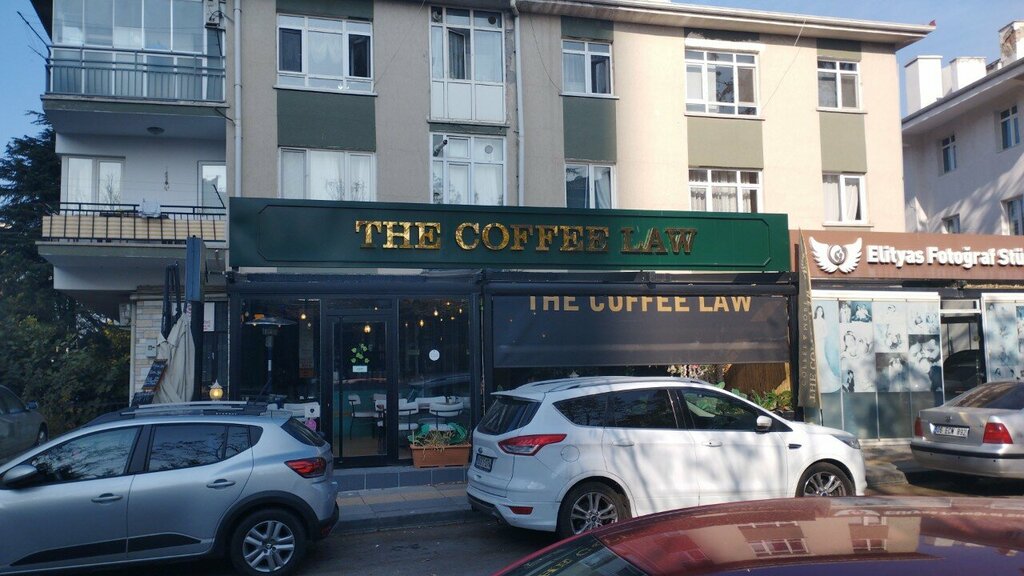 THE COFFEE LAW
THE COFFEE LAW
Elityas Fotoğraf Stü